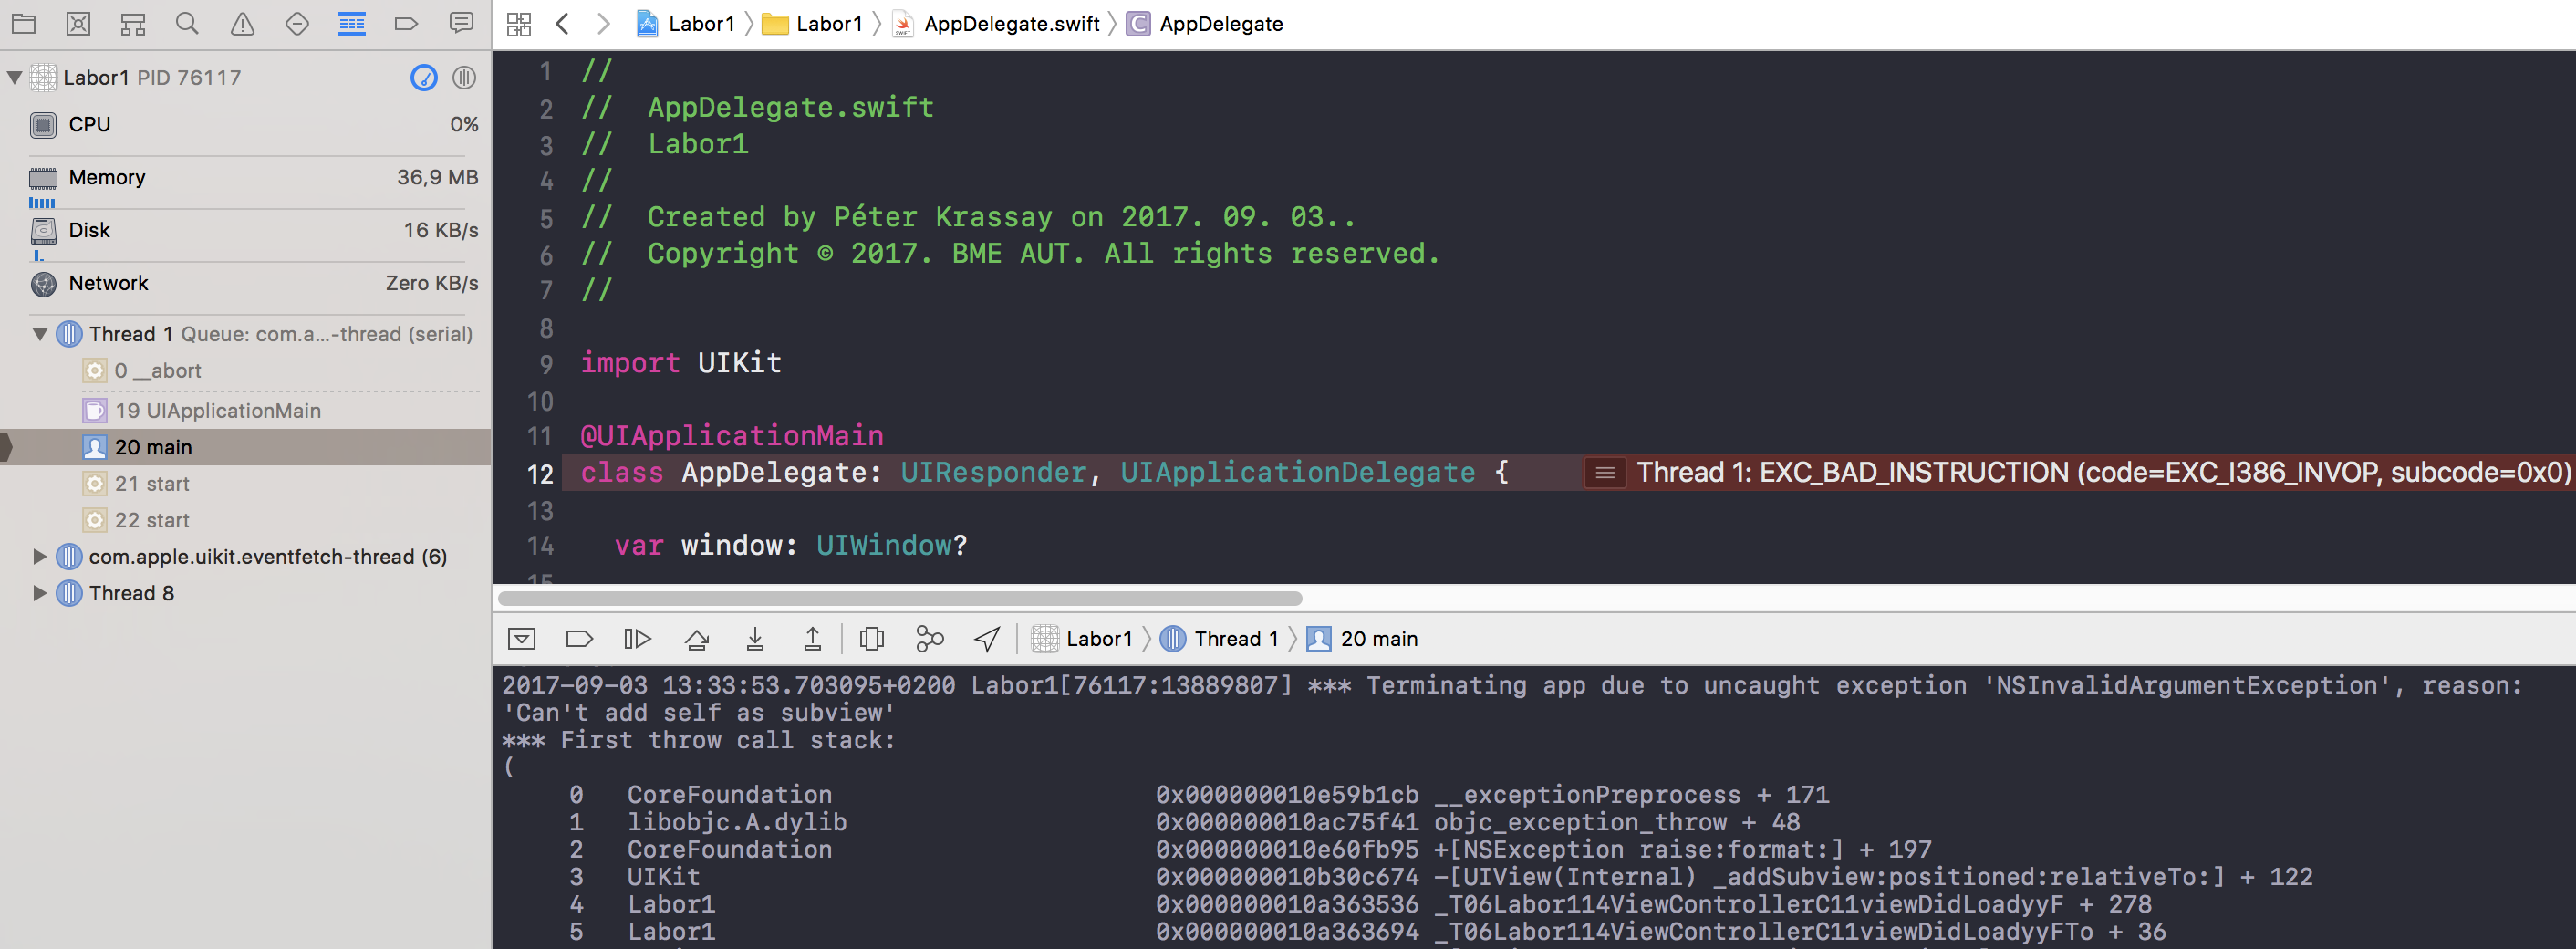 Labor1 PID 76117
CPU 0%
Memory 36,9 MB
Disk 16 KB/s
Network Zero KB/s
Thread 1 Queue: com.a...-thread (serial)
0 __abort
19 UIApplicationMain
20 main
21 start
22 start
com.apple.uikit.eventfetch-thread (6)
Thread 8
Labor1 Labor1 AppDelegate.swift C AppDelegate
1 //
2 //  AppDelegate.swift
3 //  Labor1
4 //
5 //  Created by Péter Krassay on 2017. 09. 03..
6 //  Copyright © 2017. BME AUT. All rights reserved.
7 //
8
9 import UIKit
10
11 @UIApplicationMain
12 class AppDelegate: UIResponder, UIApplicationDelegate { Thread 1: EXC_BAD_INSTRUCTION (code=EXC_I386_INVOP, subcode=0x0)
13
14   var window: UIWindow?
15
Labor1 Thread 1 20 main
2017-09-03 13:33:53.703095+0200 Labor1[76117:13889807] *** Terminating app due to uncaught exception 'NSInvalidArgumentException', reason:
'Can't add self as subview'
*** First throw call stack:
(
0   CoreFoundation   0x000000010e59b1cb __exceptionPreprocess + 171
1   libobjc.A.dylib   0x000000010ac75f41 objc_exception_throw + 48
2   CoreFoundation   0x000000010e60fb95 +[NSException raise:format:] + 197
3   UIKit   0x000000010b30c674 -[UIView(Internal) _addSubview:positioned:relativeTo:] + 122
4   Labor1   0x000000010a363536 _T06Labor114ViewControllerC11viewDidLoadyyF + 278
5   Labor1   0x000000010a363694 _T06Labor114ViewControllerC11viewDidLoadyyFTo + 36